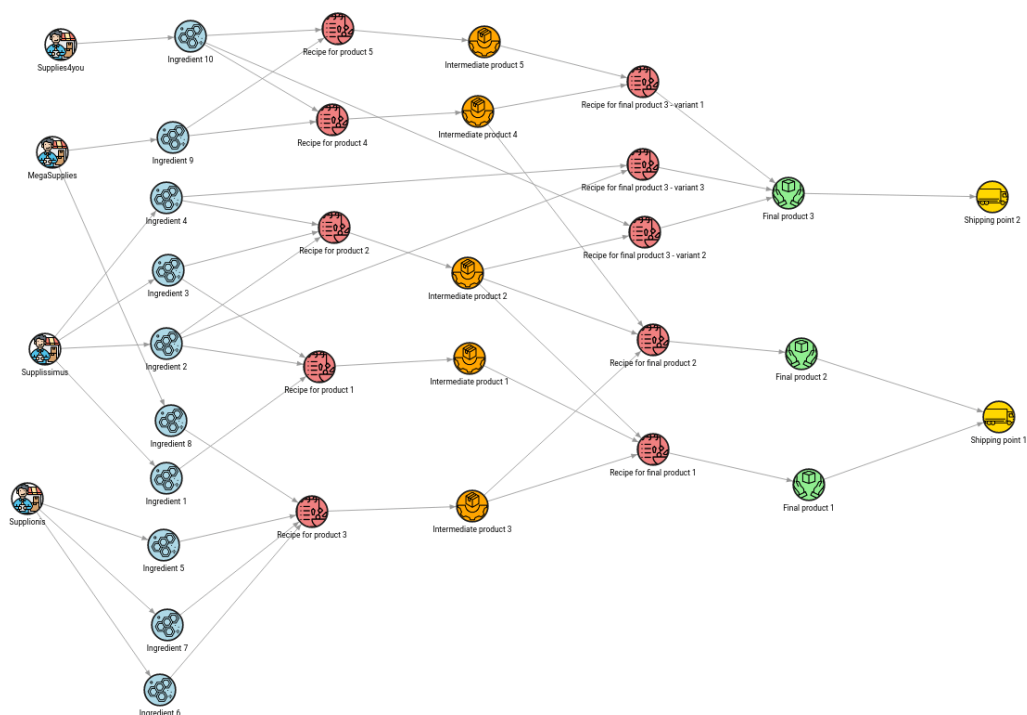 Supplies4you
Ingredient 10
Recipe for product 5
Intermediate product 5
Recipe for final product 3 - variant 1
MegaSupplies
Ingredient 9
Recipe for product 4
Intermediate product 4
Ingredient 4
Recipe for final product 3 - variant 3
Final product 3
Shipping point 2
Recipe for product 2
Recipe for final product 3 - variant 2
Ingredient 3
Intermediate product 2
Supplissimus
Ingredient 2
Recipe for product 1
Intermediate product 1
Recipe for final product 2
Final product 2
Ingredient 8
Shipping point 1
Ingredient 1
Recipe for final product 1
Final product 1
Supplionis
Recipe for product 3
Intermediate product 3
Ingredient 5
Ingredient 7
Ingredient 6